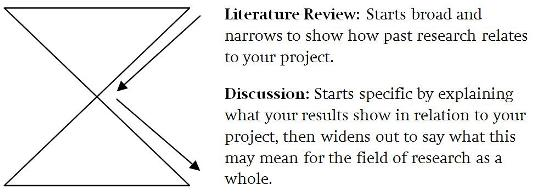 Literature Review: Starts broad and
narrows to show how past research relates
to your project.
Discussion: Starts specific by explaining
what your results show in relation to your
project, then widens out to say what this
may mean for the field of research as a
whole.